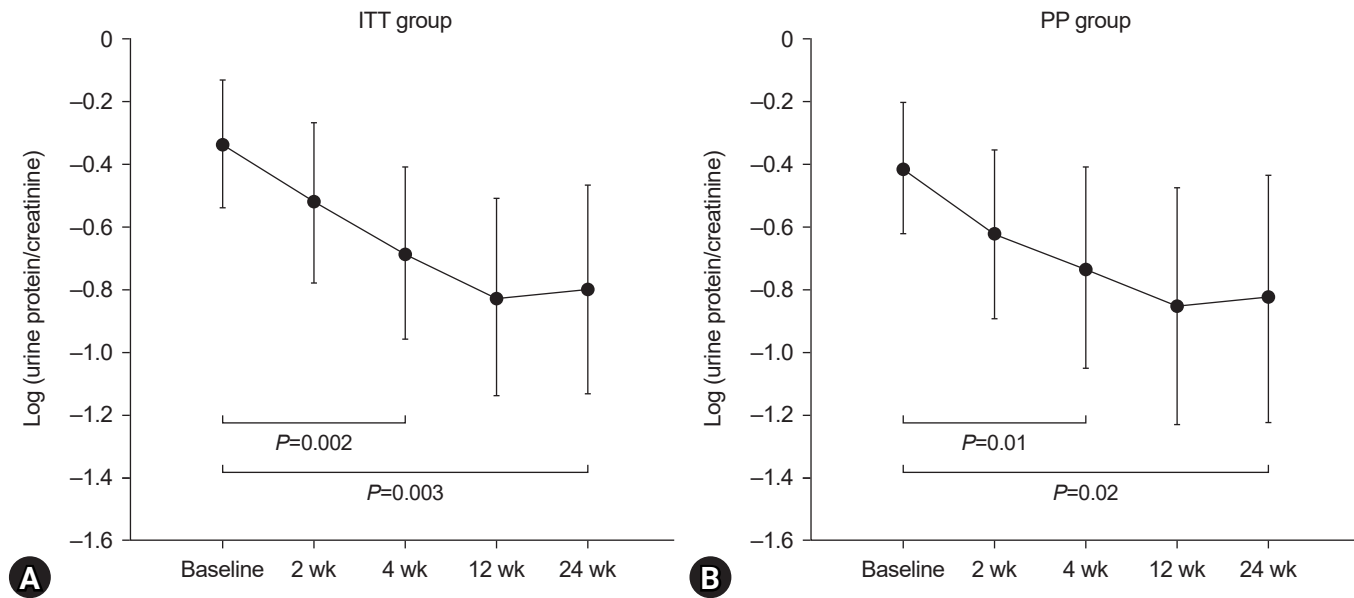 ITT group
0
–0.2
–0.4
–0.6
–0.8
–1.0
–1.2
–1.4
–1.6
Log (urine protein/creatinine)
P=0.002
P=0.003
Baseline 2 wk 4 wk 12 wk 24 wk
A
PP group
0
–0.2
–0.4
–0.6
–0.8
–1.0
–1.2
–1.4
–1.6
Log (urine protein/creatinine)
P=0.01
P=0.02
Baseline 2 wk 4 wk 12 wk 24 wk
B